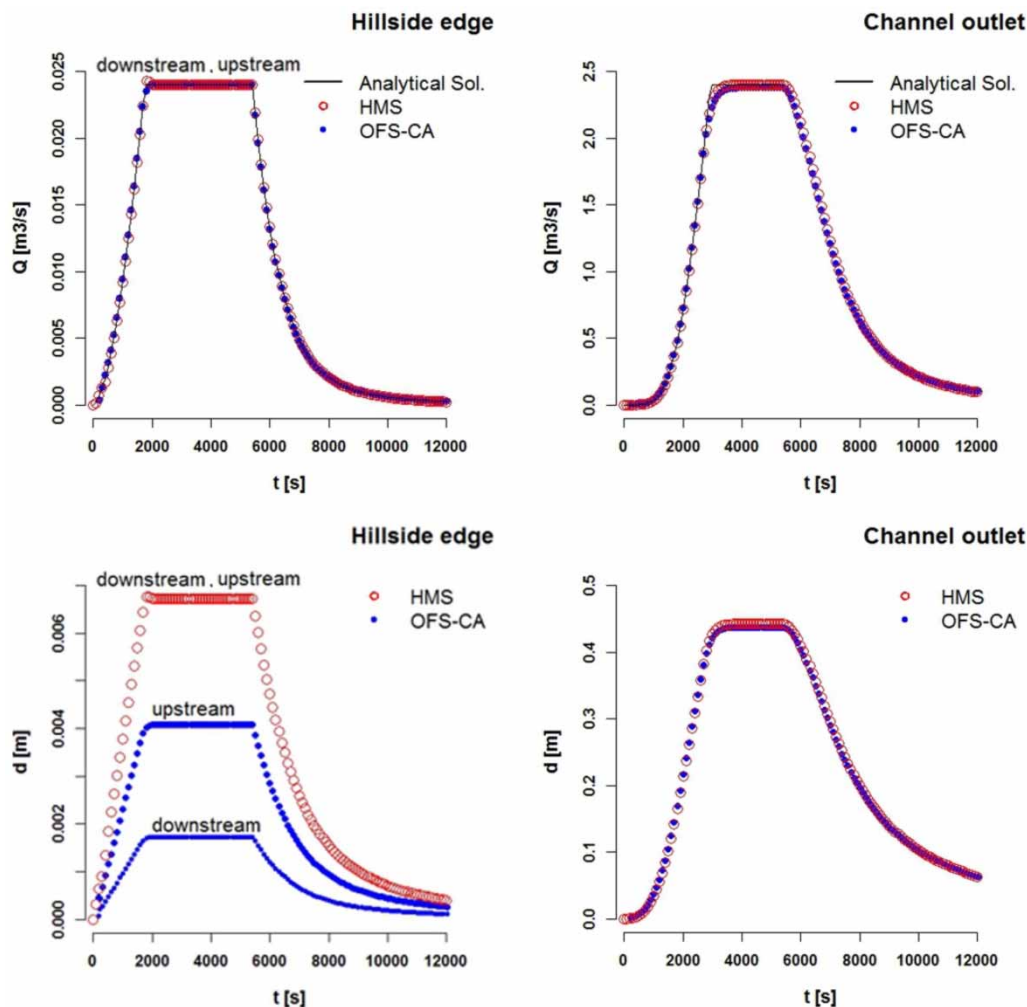 Hillside edge
downstream , upstream
Analytical Sol.
HMS
OFS-CA
Q [m3/s]
0.025
0.020
0.015
0.010
0.005
0.000
0 2000 4000 6000 8000 10000 12000
t [s]
Channel outlet
Analytical Sol.
HMS
OFS-CA
Q [m3/s]
2.5
2.0
1.5
1.0
0.5
0.0
0 2000 4000 6000 8000 10000 12000
t [s]
Hillside edge
downstream , upstream
HMS
OFS-CA
upstream
downstream
d [m]
0.006
0.004
0.002
0.000
0 2000 4000 6000 8000 10000 12000
t [s]
Channel outlet
HMS
OFS-CA
d [m]
0.5
0.4
0.3
0.2
0.1
0.0
0 2000 4000 6000 8000 10000 12000
t [s]